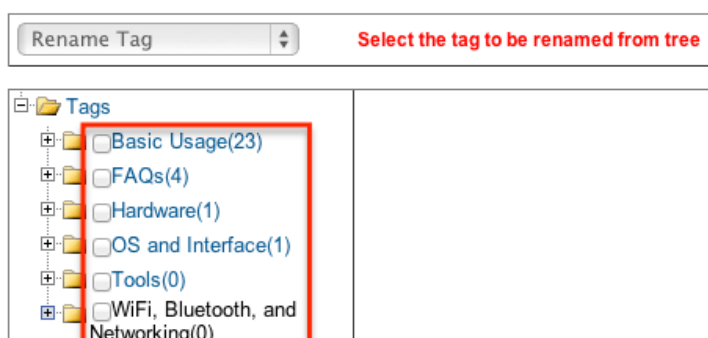 Rename Tag
Select the tag to be renamed from tree
Tags
Basic Usage(23)
FAQs(4)
Hardware(1)
OS and Interface(1)
Tools(0)
WiFi, Bluetooth, and
Networking(0)